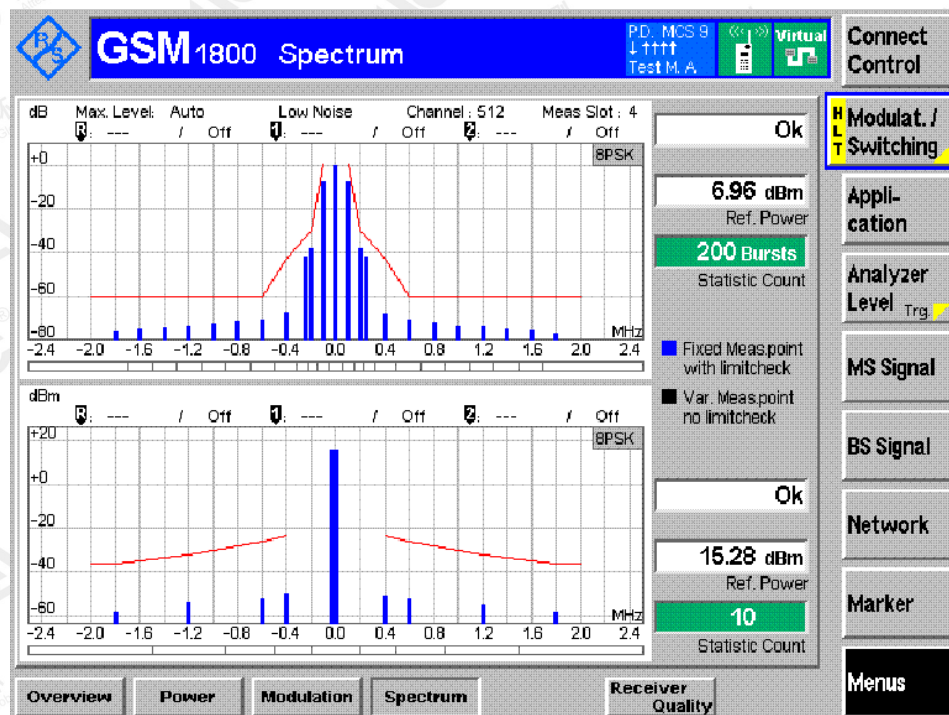 R/S GSM 1800 Spectrum
P.D. MCS 9
↓↑↑↑↑
Test M. A.
Virtual
Connect
Control
dB Max. Level: Auto Low Noise Channel : 512 Meas Slot : 4
R: --- / Off 1: --- / Off 2: --- / Off
8PSK
+0
-20
-40
-60
-80
MHz
-2.4 -2.0 -1.6 -1.2 -0.8 -0.4 0.0 0.4 0.8 1.2 1.6 2.0 2.4
Ok
6.96 dBm
Ref. Power
200 Bursts
Statistic Count
Fixed Meas.point
with limitcheck
Var. Meas.point
no limitcheck
dBm
R: --- / Off 1: --- / Off 2: --- / Off
8PSK
+20
+0
-20
-40
-60
MHz
-2.4 -2.0 -1.6 -1.2 -0.8 -0.4 0.0 0.4 0.8 1.2 1.6 2.0 2.4
Ok
15.28 dBm
Ref. Power
10
Statistic Count
HLT
Modulat. /
Switching
Appli-
cation
Analyzer
Level Trg.
MS Signal
BS Signal
Network
Marker
Menus
Overview Power Modulation Spectrum Receiver
Quality